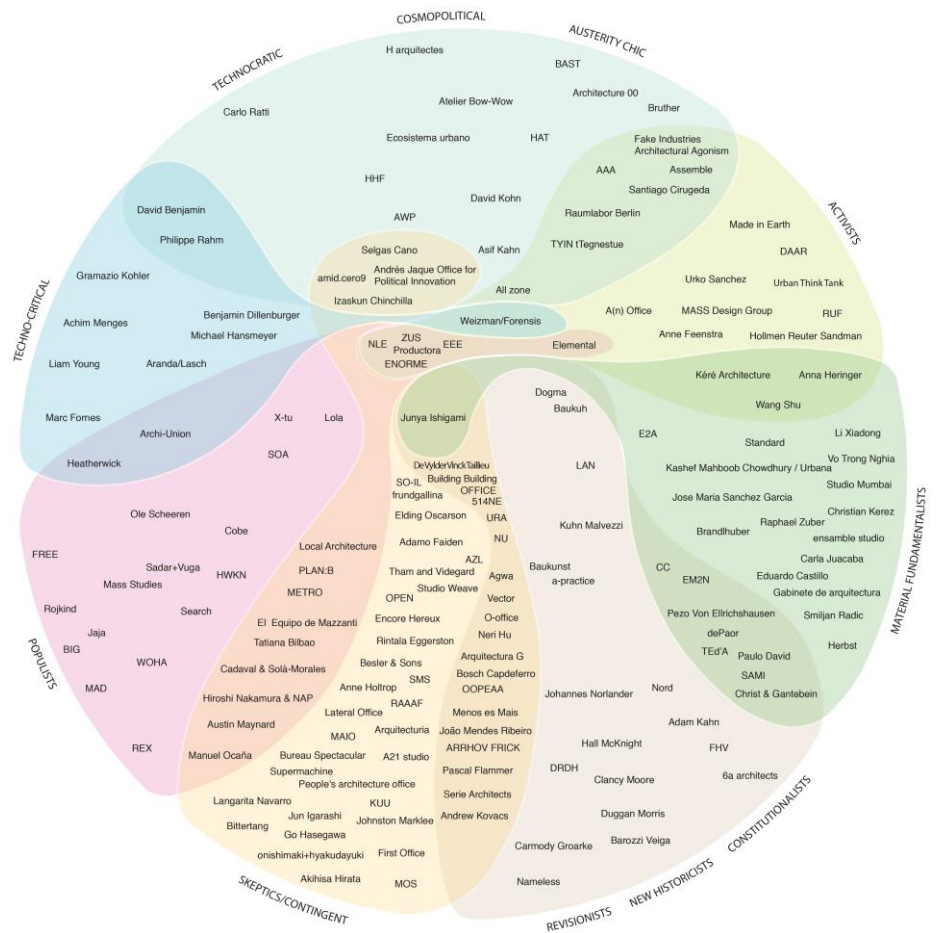 COSMOPOLITICAL
TECHNOCRATIC
AUSTERITY CHIC
H arquitectes
BAST
Carlo Ratti
Architecture 00
Atelier Bow-Wow
Bruther
Ecosistema urbano
HAT
Fake Industries
Architectural Agonism
HHF
AAA
Assemble
David Kohn
Santiago Cirugeda
AWP
Raumlabor Berlin
TYIN tTegnestue
Asif Kahn
All zone
Selgas Cano
amid.cero9
Andrés Jaque Office for
Political Innovation
Izaskun Chinchilla
Weizman/Forensis
ACTIVISTS
Made in Earth
DAAR
Urko Sanchez
Urban Think Tank
A(n) Office
MASS Design Group
RUF
Anne Feenstra
Hollmen Reuter Sandman
Elemental
NLE
ZUS
EEE
Productora
ENORME
TECHNO-CRITICAL
David Benjamin
Philippe Rahm
Gramazio Kohler
Benjamin Dillenburger
Achim Menges
Michael Hansmeyer
Liam Young
Aranda/Lasch
Marc Fornes
Archi-Union
Heatherwick
POPULISTS
X-tu
Lola
SOA
Ole Scheeren
Cobe
FREE
Sadar+Vuga
HWKN
Mass Studies
Rojkind
Search
Jaja
BIG
WOHA
MAD
REX
Local Architecture
PLAN:B
METRO
El Equipo de Mazzanti
Tatiana Bilbao
Cadaval & Solà-Morales
Hiroshi Nakamura & NAP
Austin Maynard
Manuel Ocaña
Junya Ishigami
DeVylderVinckTaillieu
Building Building
SO-IL
OFFICE
frundgallina
514NE
Elding Oscarson
URA
Adamo Faiden
NU
AZL
Tham and Videgard
Agwa
Studio Weave
OPEN
Vector
Encore Hereux
O-office
Rintala Eggerston
Neri Hu
Besler & Sons
Arquitectura G
SMS
Bosch Capdeferro
Anne Holtrop
OOPEAA
RAAAF
Lateral Office
Menos es Mais
MAIO
Arquitecturia
João Mendes Ribeiro
Bureau Spectacular
A21 studio
ARRHOV FRICK
Supermachine
Pascal Flammer
People's architecture office
Serie Architects
Langarita Navarro
KUU
Jun Igarashi
Johnston Marklee
Andrew Kovacs
Bittertang
Go Hasegawa
onishimaki+hyakudayuki
First Office
Akihisa Hirata
MOS
SKEPTICS/CONTINGENT
Dogma
Baukuh
LAN
Kuhn Malvezzi
Baukunst
a-practice
Johannes Norlander
Nord
Adam Kahn
Hall McKnight
FHV
DRDH
Clancy Moore
6a architects
Duggan Morris
Carmody Groarke
Barozzi Veiga
Nameless
REVISIONISTS
NEW HISTORICISTS
CONSTITUTIONALISTS
Kéré Architecture
Anna Heringer
Wang Shu
E2A
Standard
Li Xiadong
Kashef Mahboob Chowdhury / Urbana
Vo Trong Nghia
Studio Mumbai
Jose Maria Sanchez Garcia
Christian Kerez
Brandlhuber
Raphael Zuber
ensamble studio
Carla Juacaba
CC
EM2N
Eduardo Castillo
Gabinete de arquitectura
Pezo Von Ellrichshausen
Smiljan Radic
dePaor
TEd'A
Paulo David
Herbst
SAMI
Christ & Gantebein
MATERIAL FUNDAMENTALISTS